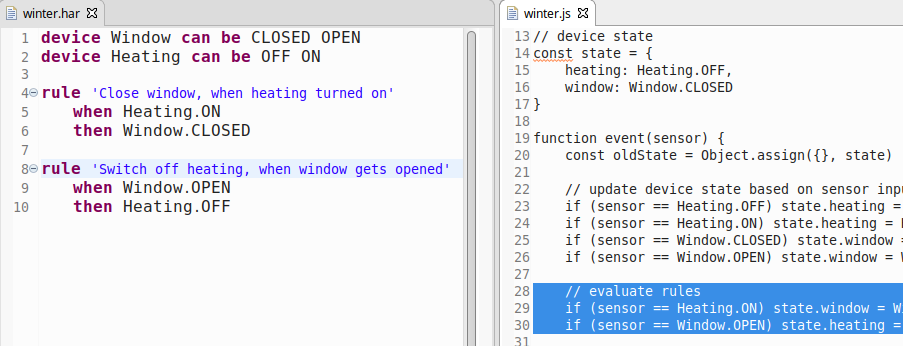 winter.har
1 device Window can be CLOSED OPEN
2 device Heating can be OFF ON
3
4 rule 'Close window, when heating turned on'
5 when Heating.ON
6 then Window.CLOSED
7
8 rule 'Switch off heating, when window gets opened'
9 when Window.OPEN
10 then Heating.OFF
winter.js
13 // device state
14 const state = {
15 heating: Heating.OFF,
16 window: Window.CLOSED
17 }
18
19 function event(sensor) {
20 const oldState = Object.assign({}, state)
21
22 // update device state based on sensor inpu
23 if (sensor == Heating.OFF) state.heating =
24 if (sensor == Heating.ON) state.heating =
25 if (sensor == Window.CLOSED) state.window =
26 if (sensor == Window.OPEN) state.window =
27
28 // evaluate rules
29 if (sensor == Heating.ON) state.window = Wi
30 if (sensor == Window.OPEN) state.heating =
31